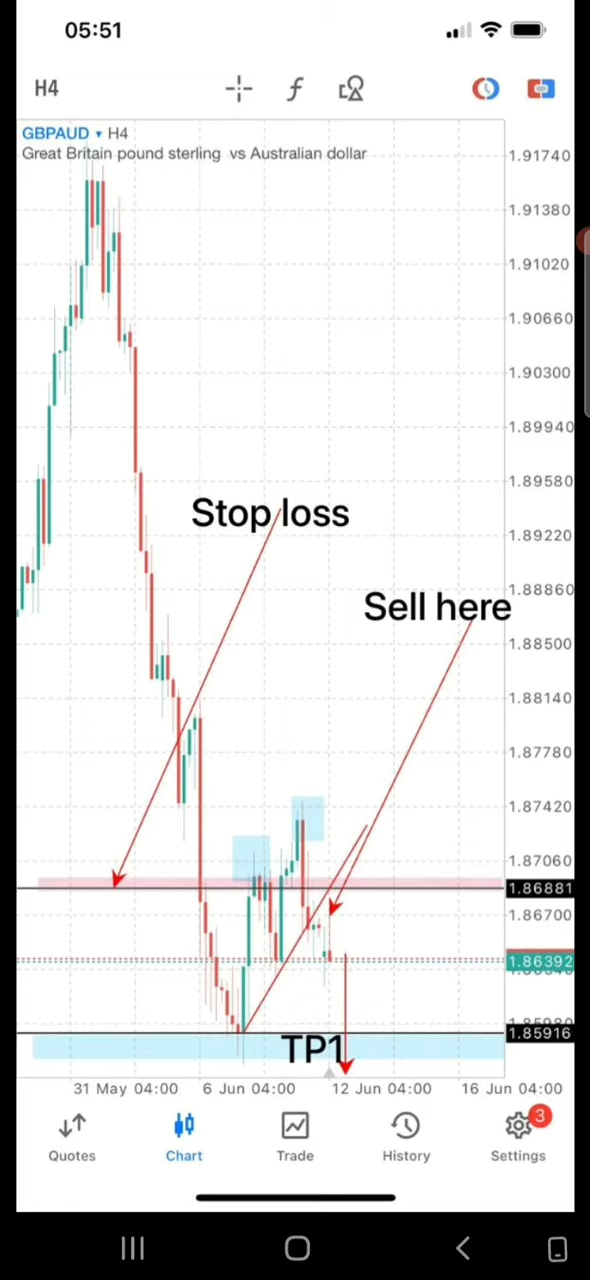 05:51
H4
GBPAUD ▾ H4
Great Britain pound sterling vs Australian dollar
1.91740
1.91380
1.91020
1.90660
1.90300
1.89940
1.89580
Stop loss
1.89220
1.88860
Sell here
1.88500
1.88140
1.87780
1.87420
1.87060
1.86881
1.86700
1.86392
1.85916
TP1
31 May 04:00
6 Jun 04:00
12 Jun 04:00
16 Jun 04:00
3
Quotes
Chart
Trade
History
Settings